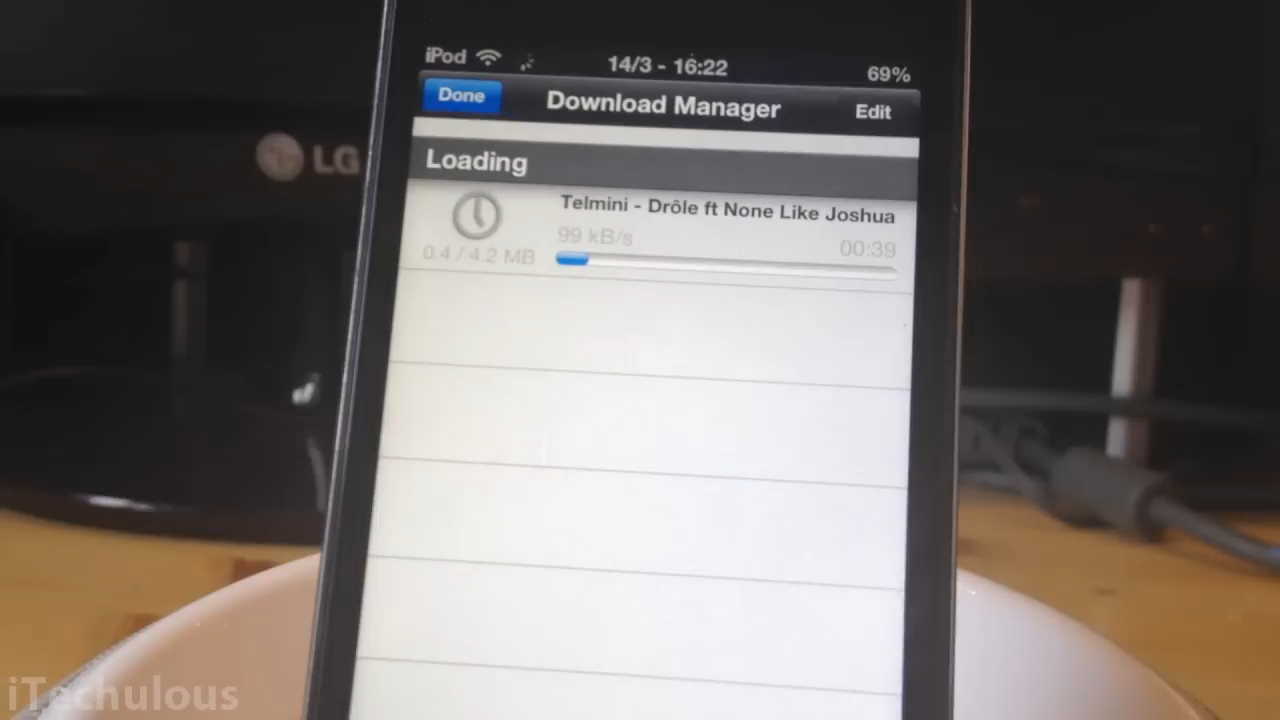 iPod 14/3 - 16:22 69%
Done Download Manager Edit
LG
Loading
Telmini - Drôle ft None Like Joshua
99 kB/s 00:39
0.4 / 4.2 MB
iTechulous